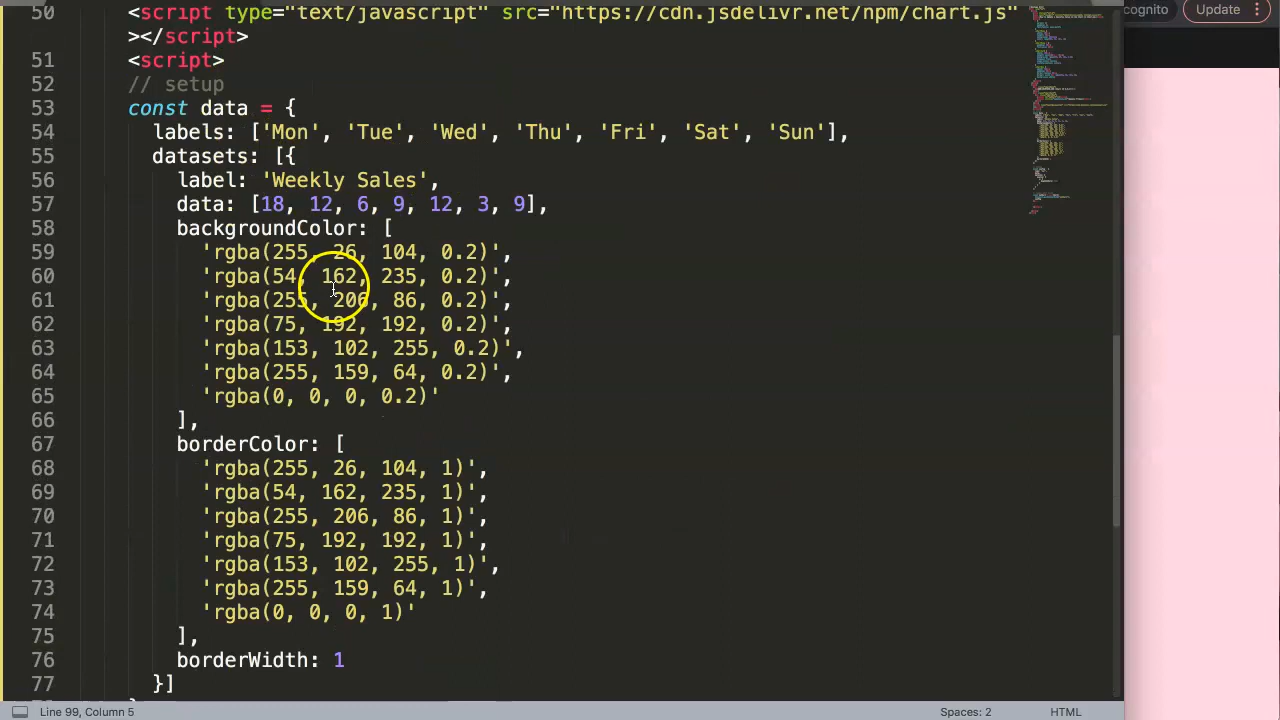 50 <script type="text/javascript" src="https://cdn.jsdelivr.net/npm/chart.js"
></script>
51 <script>
52 // setup
53 const data = {
54 labels: ['Mon', 'Tue', 'Wed', 'Thu', 'Fri', 'Sat', 'Sun'],
55 datasets: [{
56 label: 'Weekly Sales',
57 data: [18, 12, 6, 9, 12, 3, 9],
58 backgroundColor: [
59 'rgba(255, 26, 104, 0.2)',
60 'rgba(54, 162, 235, 0.2)',
61 'rgba(255, 206, 86, 0.2)',
62 'rgba(75, 192, 192, 0.2)',
63 'rgba(153, 102, 255, 0.2)',
64 'rgba(255, 159, 64, 0.2)',
65 'rgba(0, 0, 0, 0.2)'
66 ],
67 borderColor: [
68 'rgba(255, 26, 104, 1)',
69 'rgba(54, 162, 235, 1)',
70 'rgba(255, 206, 86, 1)',
71 'rgba(75, 192, 192, 1)',
72 'rgba(153, 102, 255, 1)',
73 'rgba(255, 159, 64, 1)',
74 'rgba(0, 0, 0, 1)'
75 ],
76 borderWidth: 1
77 }]
Line 99, Column 5
Spaces: 2
HTML
cognito
Update